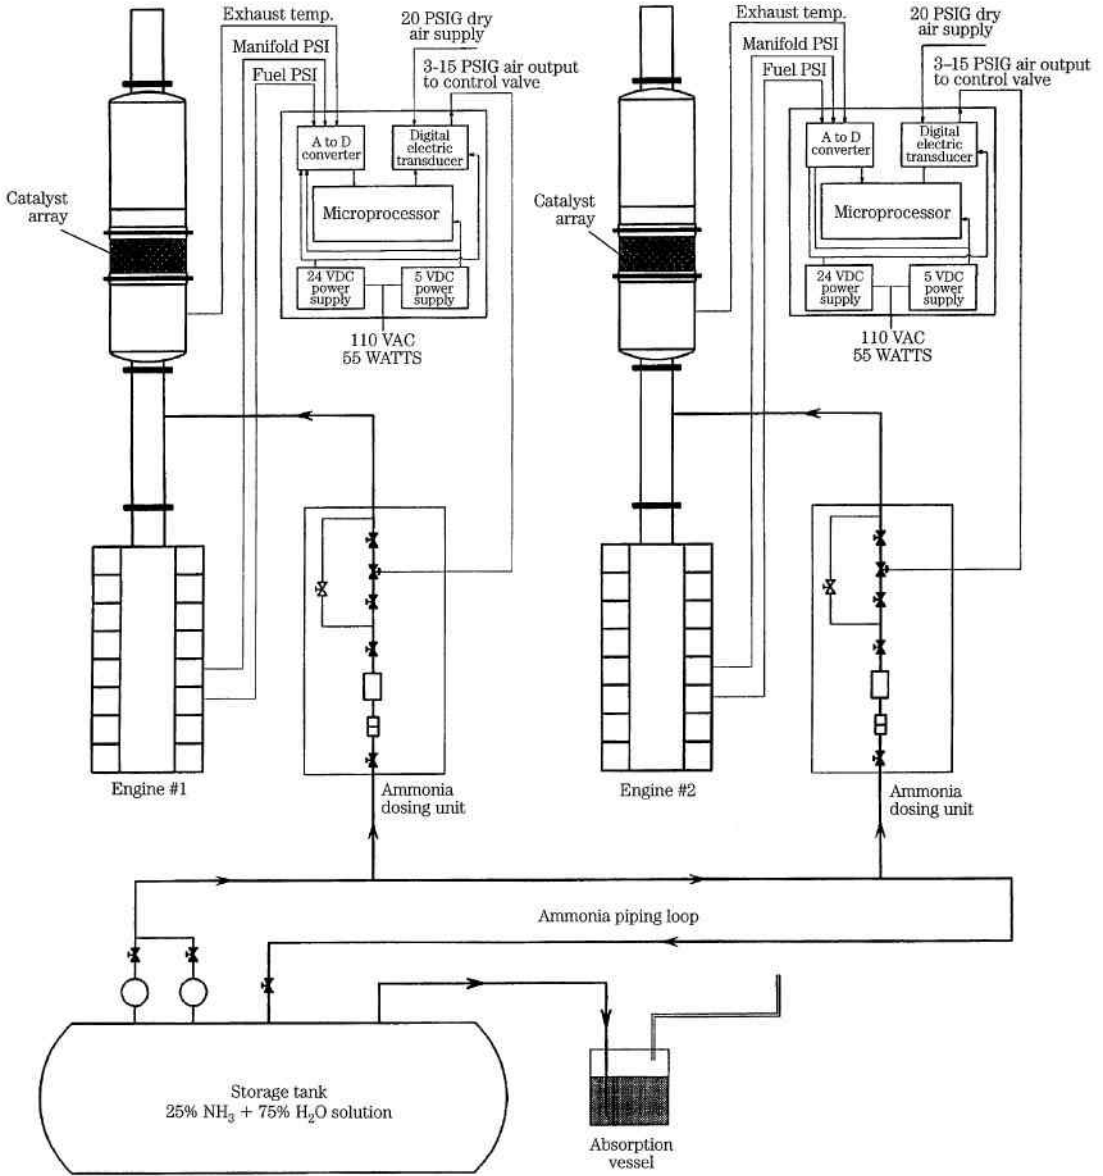 Exhaust temp.
Manifold PSI
Fuel PSI
20 PSIG dry
air supply
3-15 PSIG air output
to control valve
A to D
converter
Digital
electric
transducer
Microprocessor
24 VDC
power
supply
5 VDC
power
supply
110 VAC
55 WATTS
Catalyst
array
Engine #1
Ammonia
dosing unit
Exhaust temp.
Manifold PSI
Fuel PSI
20 PSIG dry
air supply
3–15 PSIG air output
to control valve
A to D
converter
Digital
electric
transducer
Microprocessor
24 VDC
power
supply
5 VDC
power
supply
110 VAC
55 WATTS
Catalyst
array
Engine #2
Ammonia
dosing unit
Ammonia piping loop
Storage tank
25% NH₃ + 75% H₂O solution
Absorption
vessel